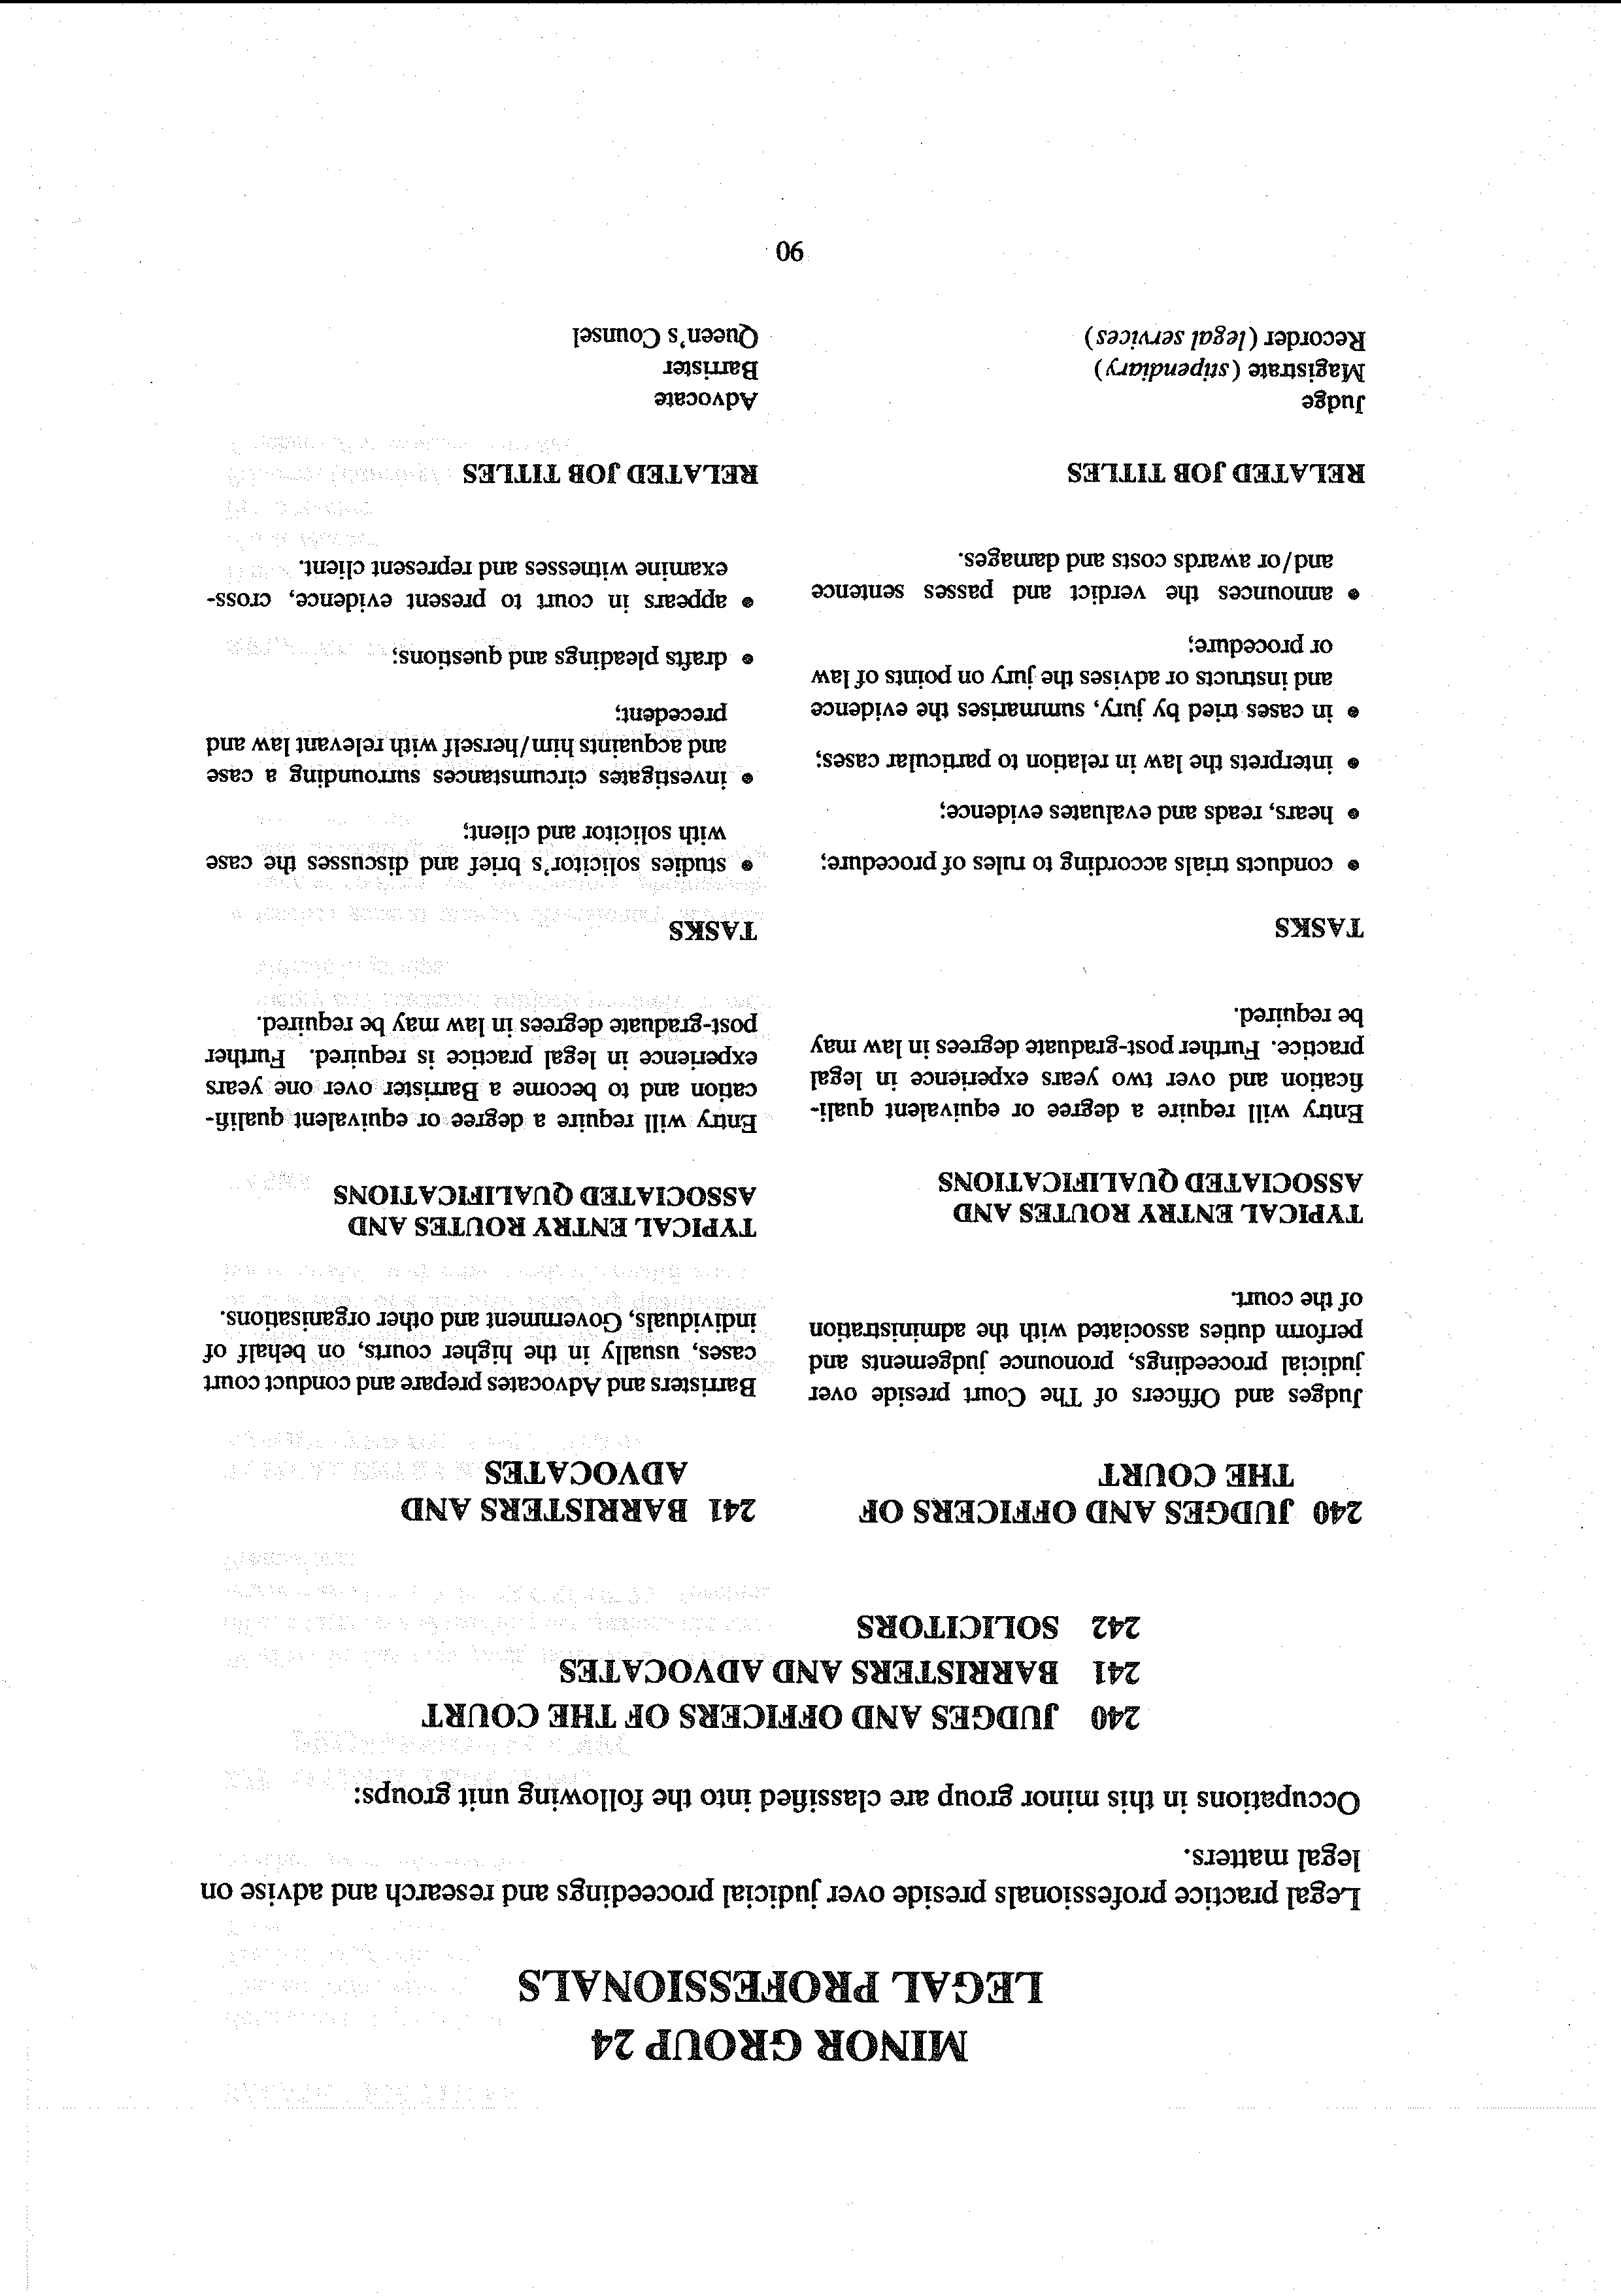 MINOR GROUP 24
LEGAL PROFESSIONALS
Legal practice professionals preside over judicial proceedings and research and advise on
legal matters.
Occupations in this minor group are classified into the following unit groups:
240 JUDGES AND OFFICERS OF THE COURT
241 BARRISTERS AND ADVOCATES
242 SOLICITORS
240 JUDGES AND OFFICERS OF
THE COURT
Judges and Officers of The Court preside over
judicial proceedings, pronounce judgements and
perform duties associated with the administration
of the court.
TYPICAL ENTRY ROUTES AND
ASSOCIATED QUALIFICATIONS
Entry will require a degree or equivalent quali-
fication and over two years experience in legal
practice. Further post-graduate degrees in law may
be required.
TASKS
• conducts trials according to rules of procedure;
• hears, reads and evaluates evidence;
• interprets the law in relation to particular cases;
• in cases tried by jury, summarises the evidence
and instructs or advises the jury on points of law
or procedure;
• announces the verdict and passes sentence
and/or awards costs and damages.
RELATED JOB TITLES
Judge
Magistrate (stipendiary)
Recorder (legal services)
241 BARRISTERS AND
ADVOCATES
Barristers and Advocates prepare and conduct court
cases, usually in the higher courts, on behalf of
individuals, Government and other organisations.
TYPICAL ENTRY ROUTES AND
ASSOCIATED QUALIFICATIONS
Entry will require a degree or equivalent qualifi-
cation and to become a Barrister over one years
experience in legal practice is required. Further
post-graduate degrees in law may be required.
TASKS
• studies solicitor's brief and discusses the case
with solicitor and client;
• investigates circumstances surrounding a case
and acquaints him/herself with relevant law and
precedent;
• drafts pleadings and questions;
• appears in court to present evidence, cross-
examine witnesses and represent client.
RELATED JOB TITLES
Advocate
Barrister
Queen's Counsel
90